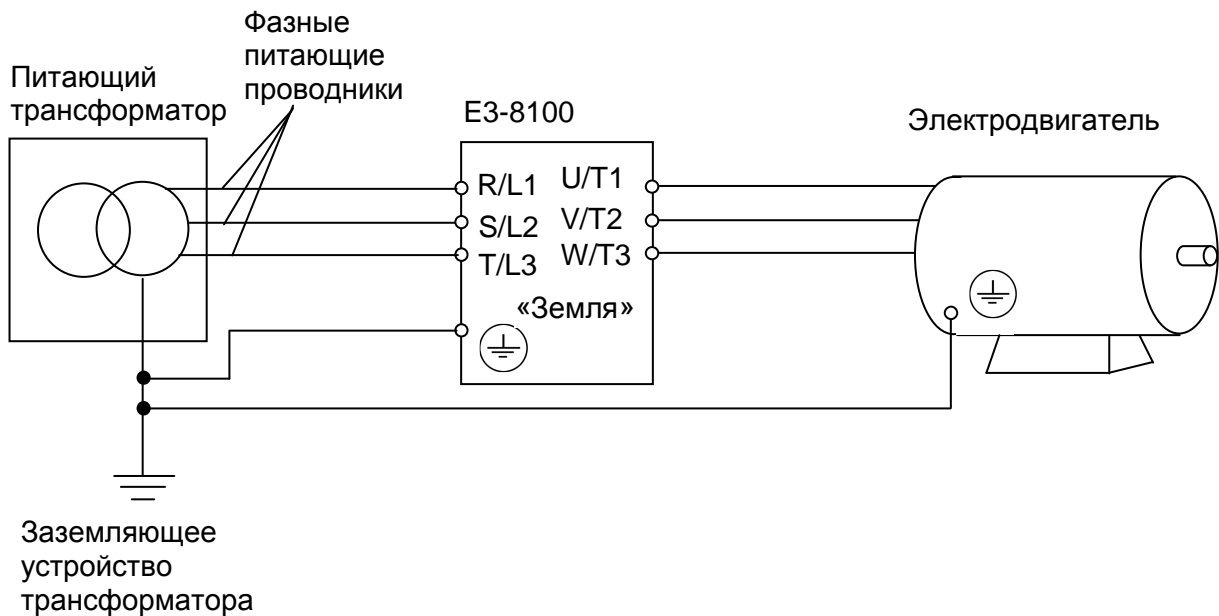 Фазные
питающие
проводники
Питающий
трансформатор
E3-8100
Электродвигатель
R/L1 U/T1
S/L2 V/T2
T/L3 W/T3
«Земля»
Заземляющее
устройство
трансформатора